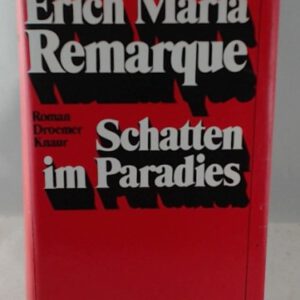 Erich Maria
Remarque
Roman
Droemer
Knaur
Schatten
im Paradies